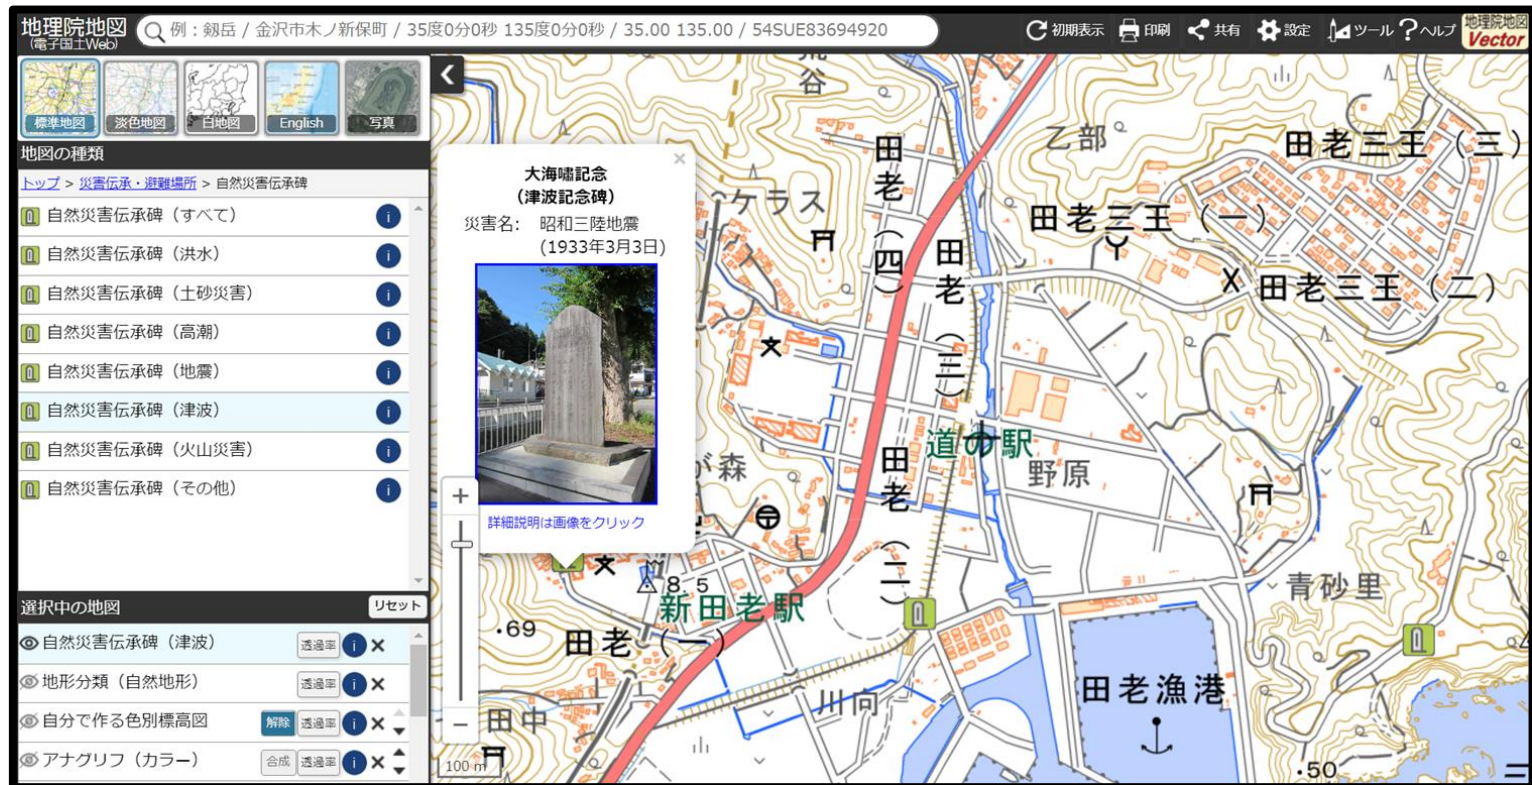 地理院地図
(電子国土Web)
例：剱岳 / 金沢市木ノ新保町 / 35度0分0秒 135度0分0秒 / 35.00 135.00 / 54SUE83694920
初期表示
印刷
共有
設定
ツール
ヘルプ
地理院地図
Vector
標準地図
淡色地図
白地図
English
写真
地図の種類
トップ > 災害伝承・避難場所 > 自然災害伝承碑
自然災害伝承碑（すべて）
自然災害伝承碑（洪水）
自然災害伝承碑（土砂災害）
自然災害伝承碑（高潮）
自然災害伝承碑（地震）
自然災害伝承碑（津波）
自然災害伝承碑（火山災害）
自然災害伝承碑（その他）
選択中の地図
リセット
自然災害伝承碑（津波）
透過率
地形分類（自然地形）
透過率
自分で作る色別標高図
解除
透過率
アナグリフ（カラー）
合成
透過率
大海嘯記念
（津波記念碑）
災害名： 昭和三陸地震
(1933年3月3日)
詳細説明は画像をクリック
荒谷
乙部
田老三王（三）
ケラス
田老（四）
田老三王（一）
田老（三）
田老三王（二）
道の駅
が森
田老（二）
野原
8.5
新田老駅
青砂里
・69
田老（一）
田老漁港
川向
田中
100 m
・50